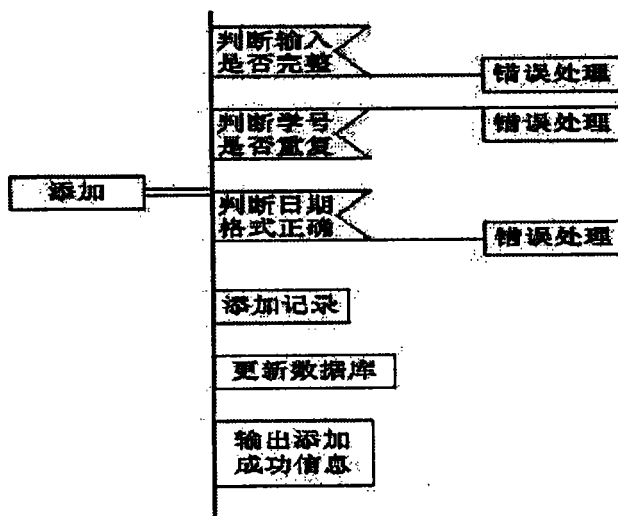 判断输入
是否完整
错误处理
判断学号
是否重复
错误处理
添加
判断日期
格式正确
错误处理
添加记录
更新数据库
输出添加
成功信息